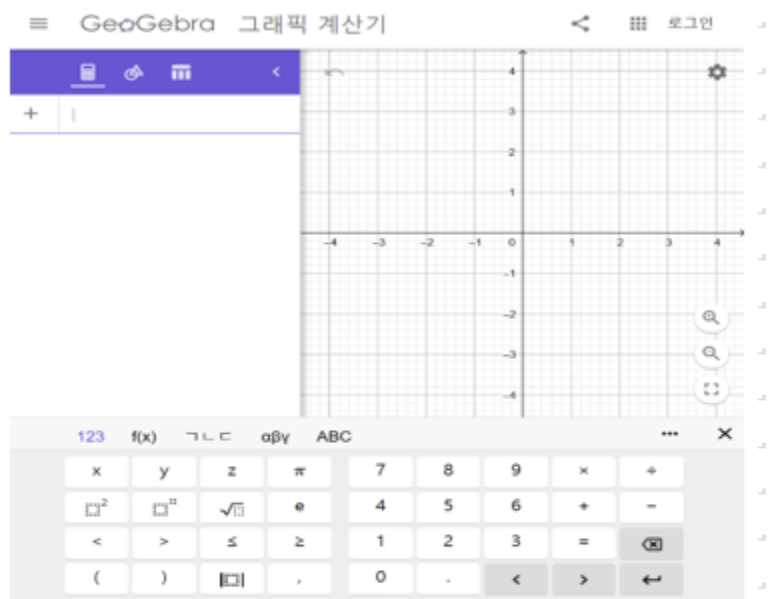 GeoGebra 그래픽 계산기 로그인
4
3
2
1
-4 -3 -2 -1 0 1 2 3 4
-1
-2
-3
-4
123 f(x) ㄱㄴㄷ αβγ ABC
x y z π 7 8 9 × ÷
√ e 4 5 6 + −
< > ≤ ≥ 1 2 3 =
( ) , 0 . < >